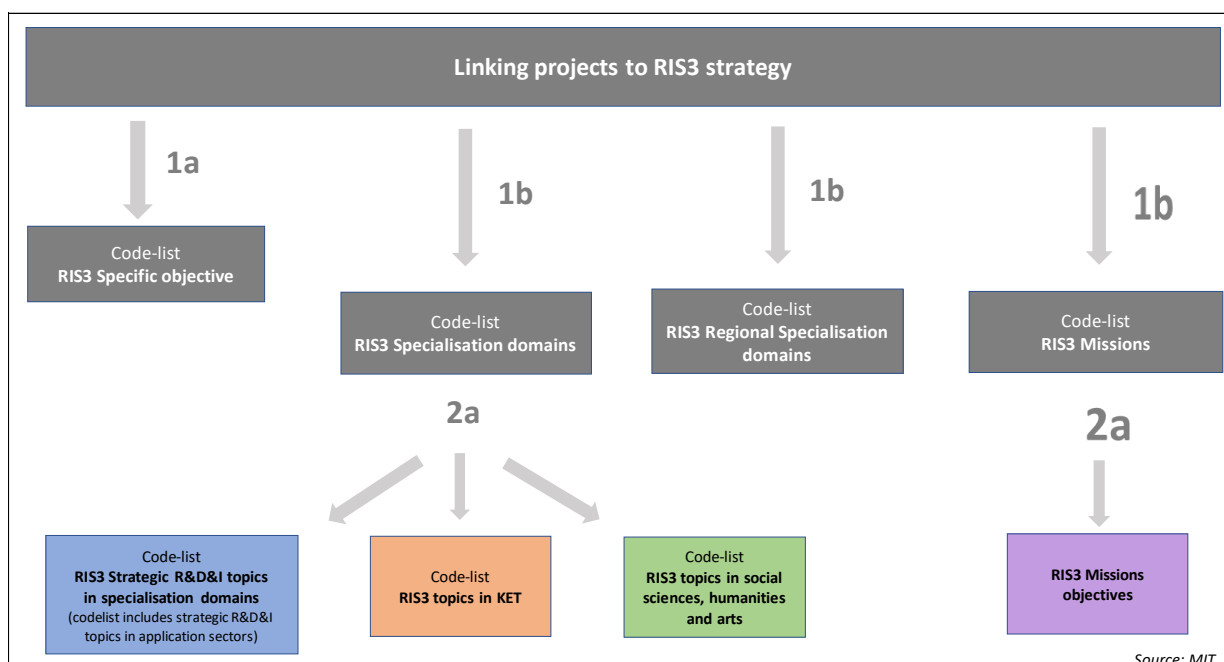 Linking projects to RIS3 strategy
1a
1b
1b
1b
Code-list
RIS3 Specific objective
Code-list
RIS3 Specialisation domains
Code-list
RIS3 Regional Specialisation
domains
Code-list
RIS3 Missions
2a
2a
Code-list
RIS3 Strategic R&D&I topics
in specialisation domains
(codelist includes strategic R&D&I
topics in application sectors)
Code-list
RIS3 topics in KET
Code-list
RIS3 topics in social
sciences, humanities
and arts
RIS3 Missions
objectives
Source: MIT